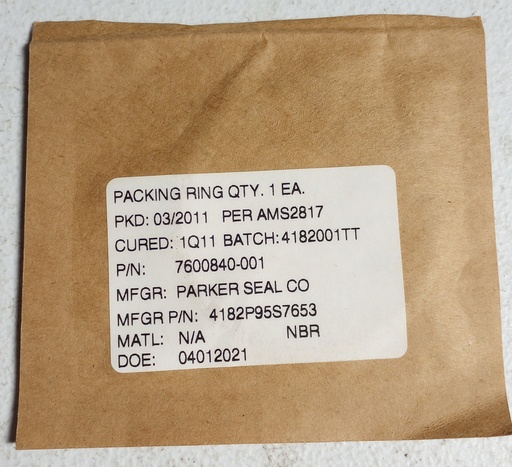 PACKING RING QTY. 1 EA.
PKD: 03/2011 PER AMS2817
CURED: 1Q11 BATCH: 4182001TT
P/N: 7600840-001
MFGR: PARKER SEAL CO
MFGR P/N: 4182P95S7653
MATL: N/A NBR
DOE: 04012021